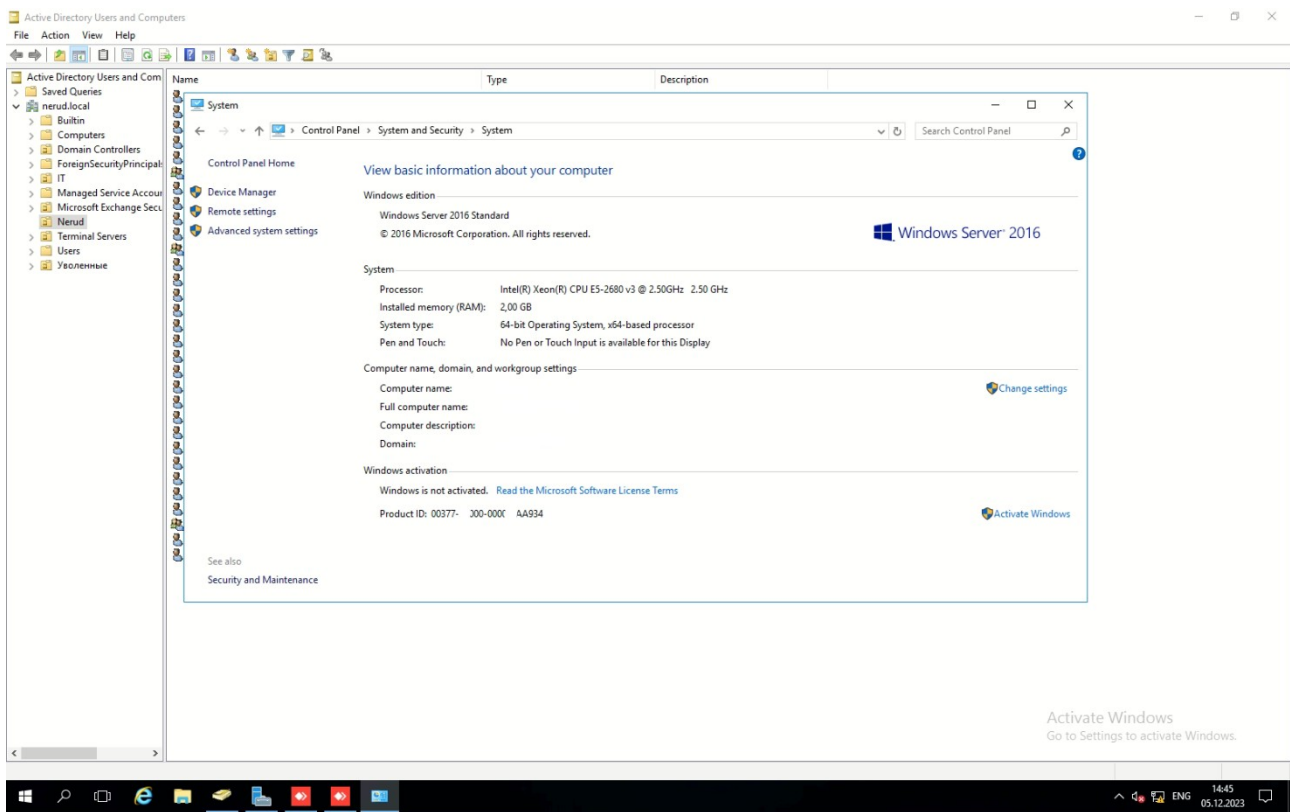 Active Directory Users and Computers
File Action View Help
Active Directory Users and Com
Saved Queries
nerud.local
Builtin
Computers
Domain Controllers
ForeignSecurityPrincipals
IT
Managed Service Accour
Microsoft Exchange Secu
Nerud
Terminal Servers
Users
Уволенные
Name Type Description
System
Control Panel > System and Security > System
Search Control Panel
Control Panel Home
Device Manager
Remote settings
Advanced system settings
See also
Security and Maintenance
View basic information about your computer
Windows edition
Windows Server 2016 Standard
© 2016 Microsoft Corporation. All rights reserved.
Windows Server 2016
System
Processor: Intel(R) Xeon(R) CPU E5-2680 v3 @ 2.50GHz 2.50 GHz
Installed memory (RAM): 2,00 GB
System type: 64-bit Operating System, x64-based processor
Pen and Touch: No Pen or Touch Input is available for this Display
Computer name, domain, and workgroup settings
Computer name:
Change settings
Full computer name:
Computer description:
Domain:
Windows activation
Windows is not activated. Read the Microsoft Software License Terms
Product ID: 00377- 000-000( AA934
Activate Windows
Activate Windows
Go to Settings to activate Windows.
ENG
14:45
05.12.2023